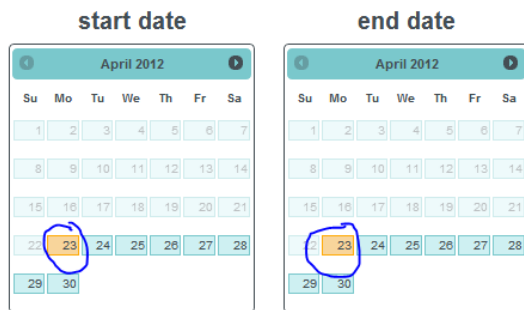 start date
April 2012
Su Mo Tu We Th Fr Sa
1 2 3 4 5 6 7
8 9 10 11 12 13 14
15 16 17 18 19 20 21
22 23 24 25 26 27 28
29 30
end date
April 2012
Su Mo Tu We Th Fr Sa
1 2 3 4 5 6 7
8 9 10 11 12 13 14
15 16 17 18 19 20 21
22 23 24 25 26 27 28
29 30